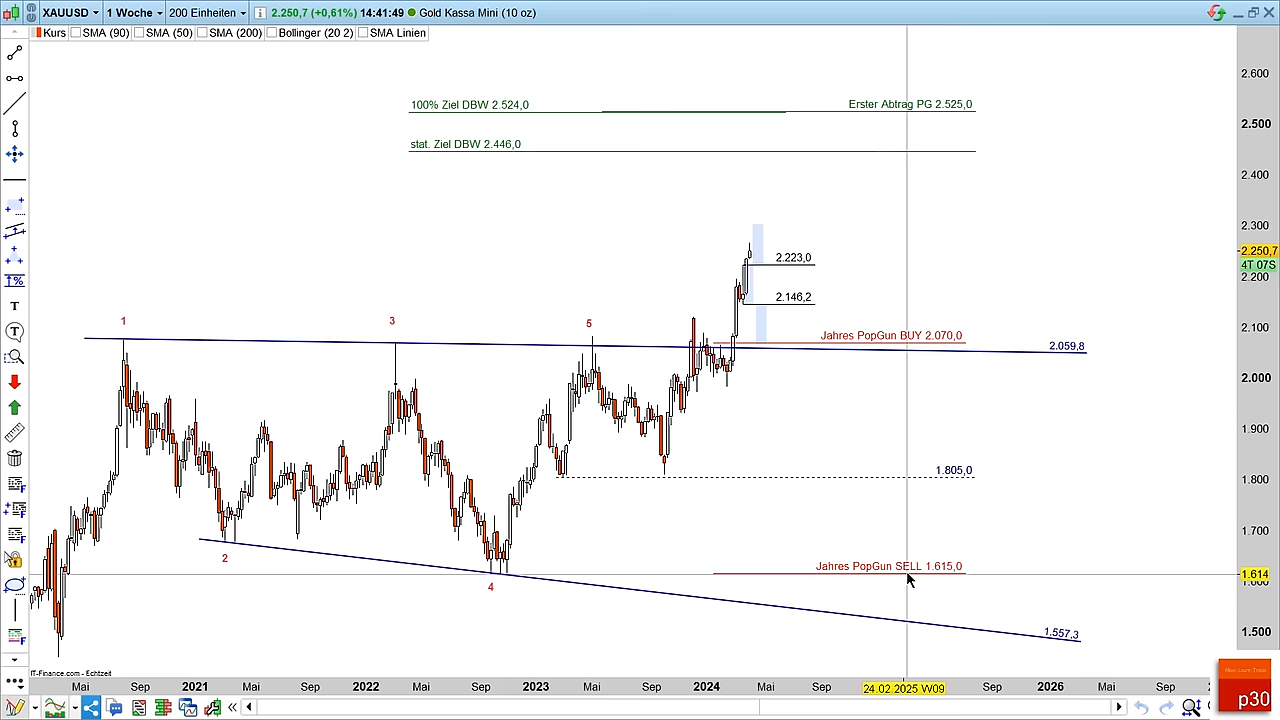 XAUUSD 1 Woche 200 Einheiten i 2.250,7 (+0,61%) 14:41:49 Gold Kassa Mini (10 oz)
Kurs SMA (90) SMA (50) SMA (200) Bollinger (20 2) SMA Linien
2.600
100% Ziel DBW 2.524,0
Erster Abtrag PG 2.525,0
2.500
stat. Ziel DBW 2.446,0
2.400
2.300
2.250,7
2.223,0
4T 07S
2.200
2.146,2
1
3
5
2.100
Jahres PopGun BUY 2.070,0
2.059,8
2.000
1.900
1.805,0
1.800
1.700
2
4
Jahres PopGun SELL 1.615,0
1.614
1.600
1.557,3
1.500
IT-Finance.com - Echtzeit
Mai Sep 2021 Mai Sep 2022 Mai Sep 2023 Mai Sep 2024 Mai Sep 24.02.2025 W09 Sep 2026 Mai Sep
p30